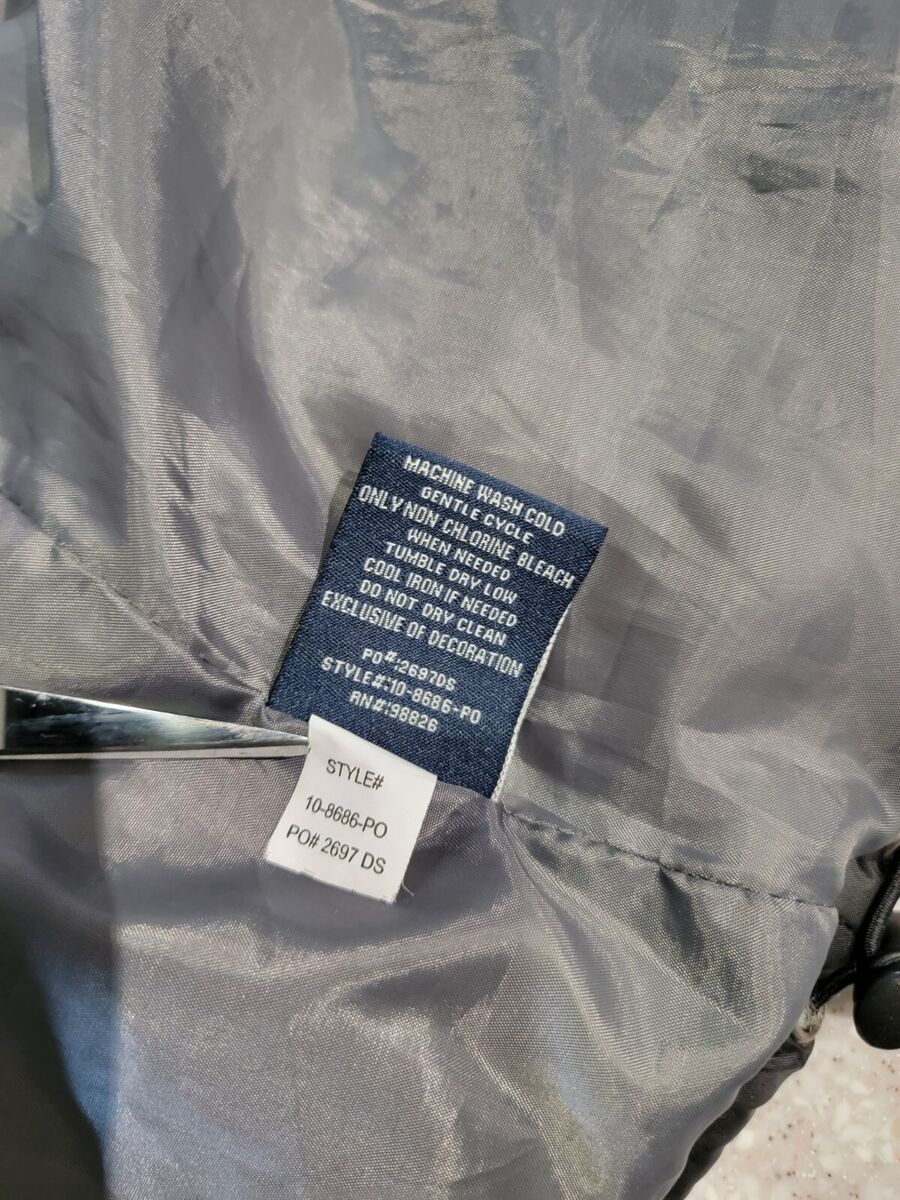 MACHINE WASH COLD
GENTLE CYCLE
ONLY NON CHLORINE BLEACH
WHEN NEEDED
TUMBLE DRY LOW
COOL IRON IF NEEDED
DO NOT DRY CLEAN
EXCLUSIVE OF DECORATION
PO#:2697DS
STYLE#:10-8686-PO
RN#:98826
STYLE#
10-8686-PO
PO# 2697 DS